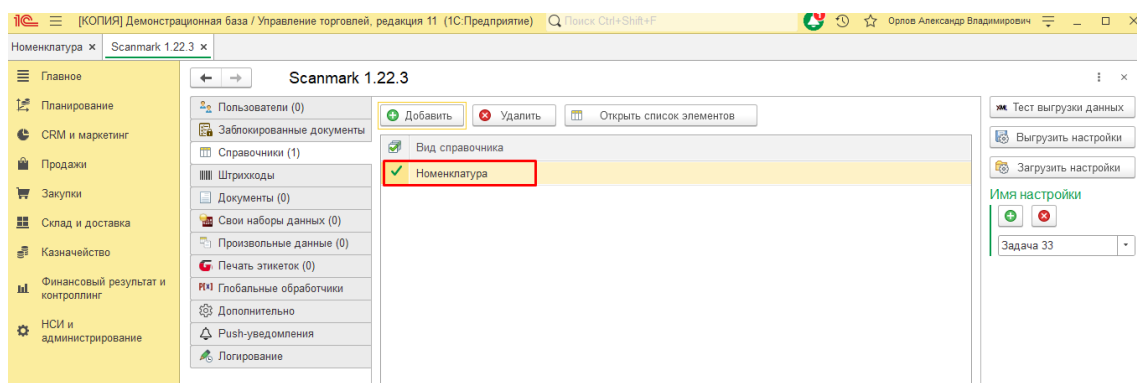 1С [КОПИЯ] Демонстрационная база / Управление торговлей, редакция 11 (1С:Предприятие) Поиск Ctrl+Shift+F Орлов Александр Владимирович
Номенклатура × Scanmark 1.22.3 ×
Главное
Планирование
CRM и маркетинг
Продажи
Закупки
Склад и доставка
Казначейство
Финансовый результат и
контроллинг
НСИ и
администрирование
Scanmark 1.22.3
Пользователи (0)
Заблокированные документы
Справочники (1)
Штрихкоды
Документы (0)
Свои наборы данных (0)
Произвольные данные (0)
Печать этикеток (0)
Глобальные обработчики
Дополнительно
Push-уведомления
Логирование
Добавить Удалить Открыть список элементов
Вид справочника
Номенклатура
XML Тест выгрузки данных
Выгрузить настройки
Загрузить настройки
Имя настройки
Задача 33